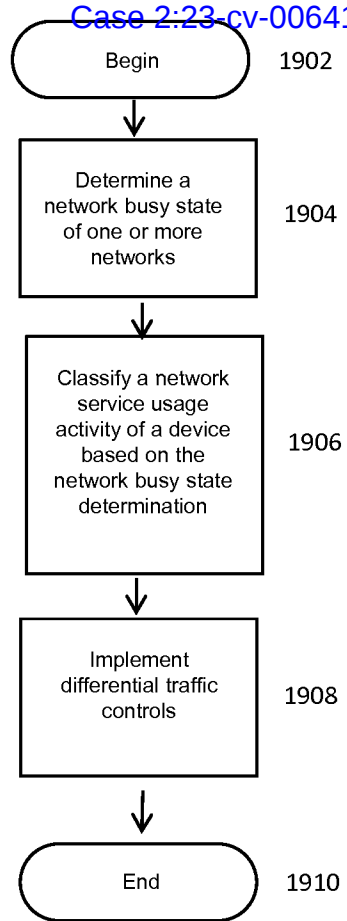 Case 2:23-cv-00641
Begin
1902
Determine a
network busy state
of one or more
networks
1904
Classify a network
service usage
activity of a device
based on the
network busy state
determination
1906
Implement
differential traffic
controls
1908
End
1910